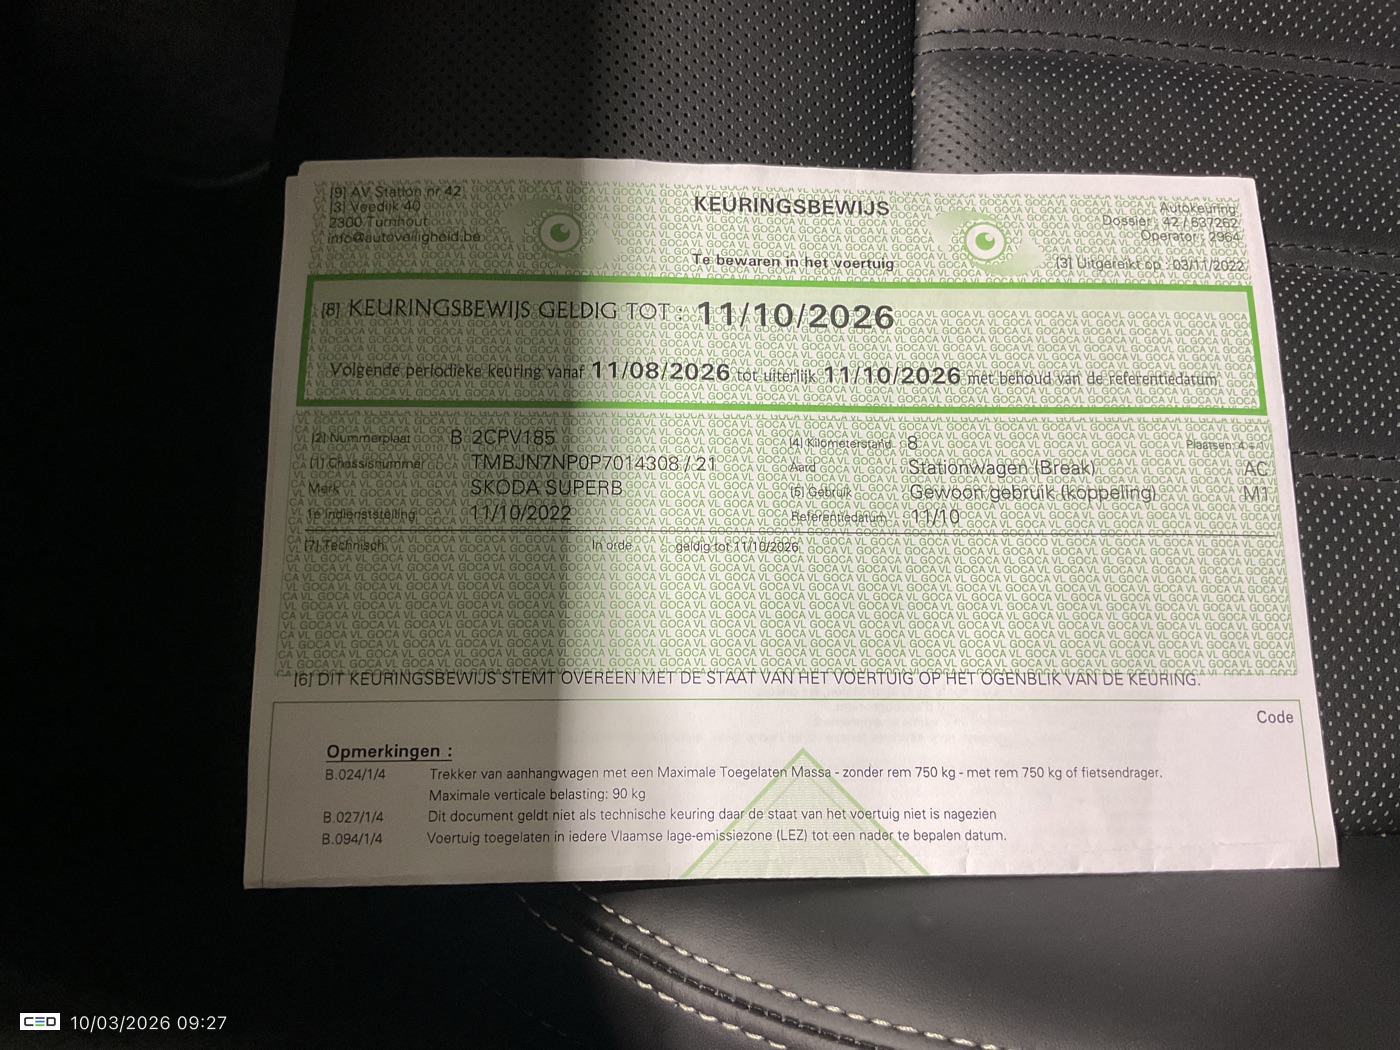 [9] AV Station nr 42
[3] Veedijk 40
2300 Turnhout
info@autoveiligheid.be
KEURINGSBEWIJS
Te bewaren in het voertuig
Autokeuring
Dossier : 42 / 637262
Operator : 2964
[3] Uitgereikt op : 03/11/2022
[8] KEURINGSBEWIJS GELDIG TOT : 11/10/2026
Volgende periodieke keuring vanaf 11/08/2026 tot uiterlijk 11/10/2026 met behoud van de referentiedatum
[2] Nummerplaat B 2CPV185
[1] Chassisnummer TMBJN7NP0P7014308 / 21
Merk SKODA SUPERB
1e indienststelling 11/10/2022
[4] Kilometerstand : 8 Plaatsen : 4 + 1
Aard Stationwagen (Break) AC
[5] Gebruik Gewoon gebruik (koppeling) M1
Referentiedatum 11/10
[7] Technisch In orde geldig tot 11/10/2026
[6] DIT KEURINGSBEWIJS STEMT OVEREEN MET DE STAAT VAN HET VOERTUIG OP HET OGENBLIK VAN DE KEURING.
Code
Opmerkingen :
B.024/1/4 Trekker van aanhangwagen met een Maximale Toegelaten Massa - zonder rem 750 kg - met rem 750 kg of fietsendrager.
Maximale verticale belasting: 90 kg
B.027/1/4 Dit document geldt niet als technische keuring daar de staat van het voertuig niet is nagezien
B.094/1/4 Voertuig toegelaten in iedere Vlaamse lage-emissiezone (LEZ) tot een nader te bepalen datum.
CED 10/03/2026 09:27